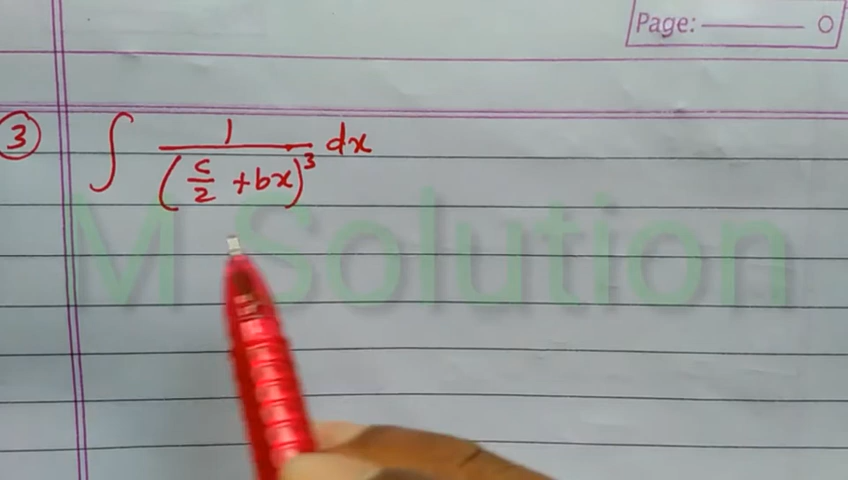 Page:
③ ∫ 1/(c/2 + bx)³ dx
M Solution